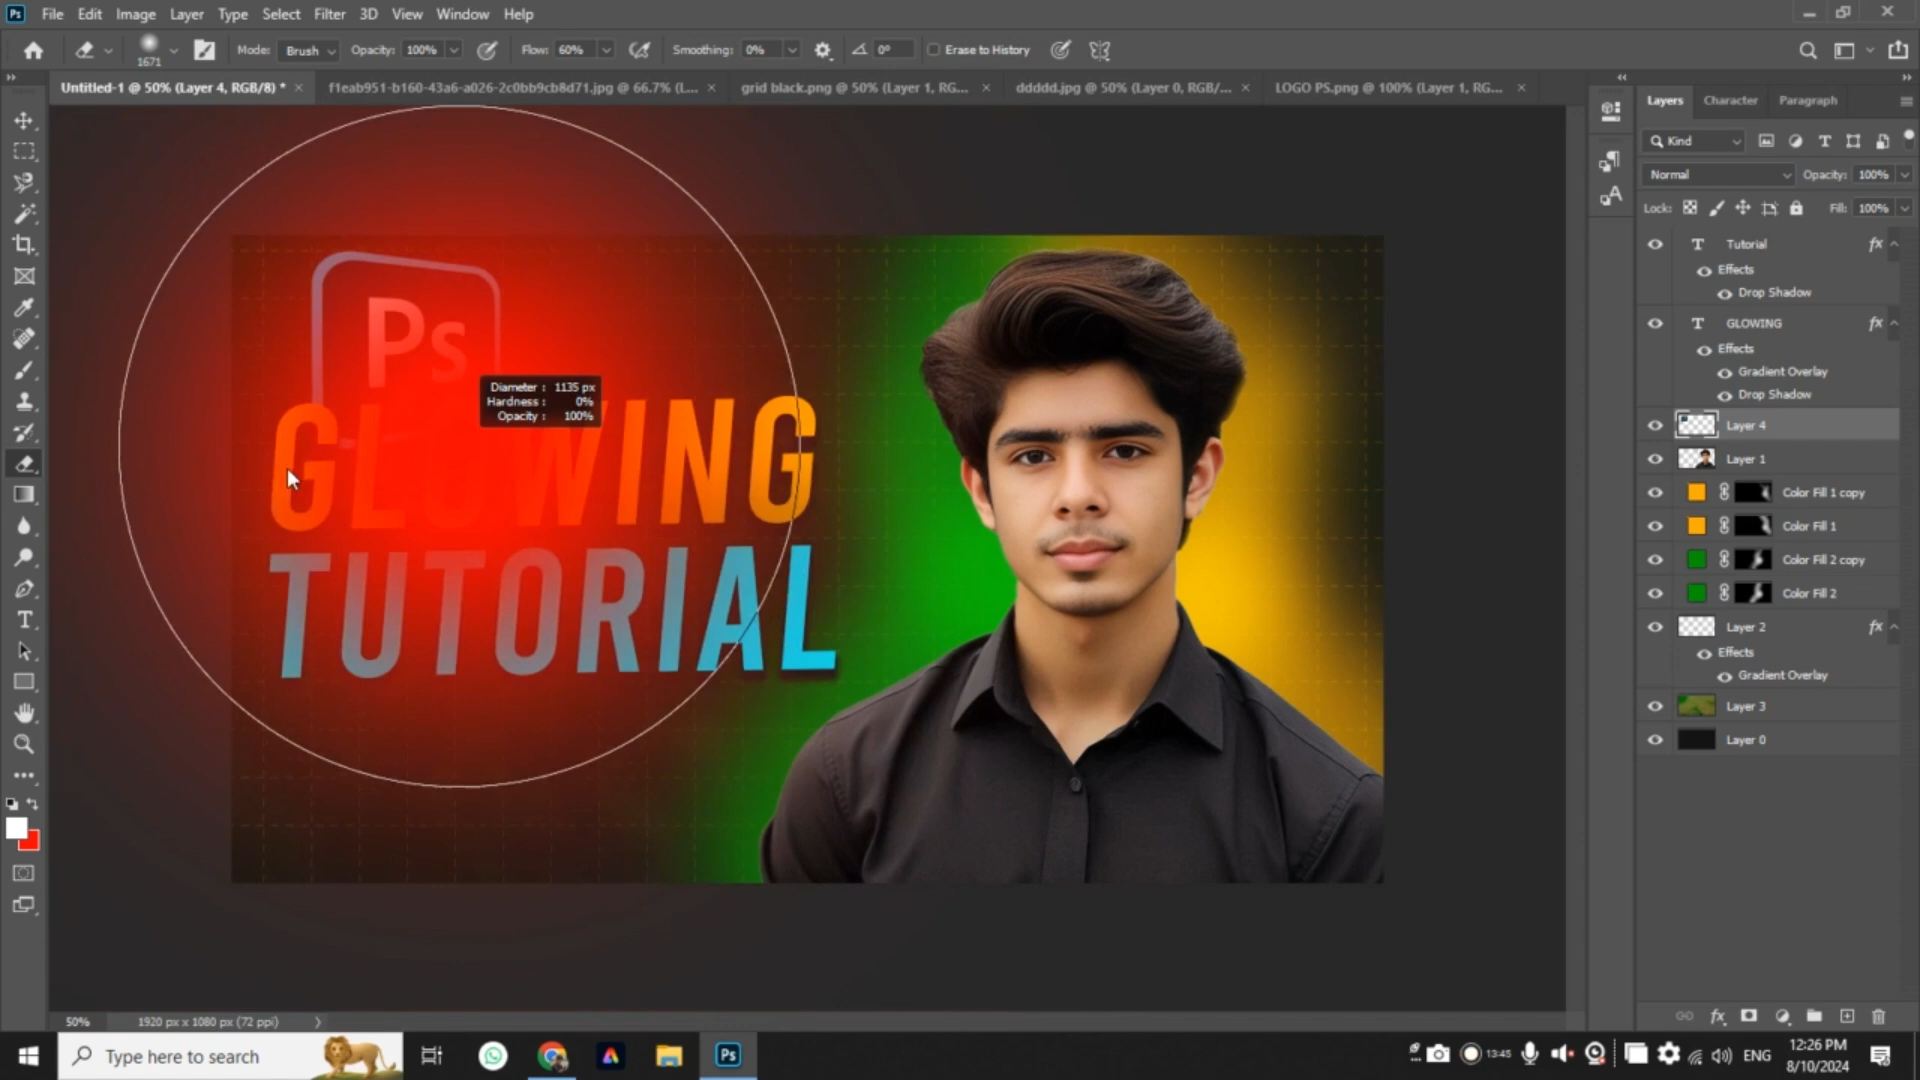 Ps File Edit Image Layer Type Select Filter 3D View Window Help
1671 Mode: Brush Opacity: 100% Flow: 60% Smoothing: 0% 0° Erase to History
Untitled-1 @ 50% (Layer 4, RGB/8) * × f1eab951-b160-43a6-a026-2c0bb9cb8d71.jpg @ 66.7% (L... × grid black.png @ 50% (Layer 1, RG... × ddddd.jpg @ 50% (Layer 0, RGB/... × LOGO PS.png @ 100% (Layer 1, RG... ×
Layers Character Paragraph
Kind
Normal Opacity: 100%
Lock: Fill: 100%
Tutorial fx
Effects
Drop Shadow
GLOWING fx
Effects
Gradient Overlay
Drop Shadow
Layer 4
Layer 1
Color Fill 1 copy
Color Fill 1
Color Fill 2 copy
Color Fill 2
Layer 2 fx
Effects
Gradient Overlay
Layer 3
Layer 0
Ps
Diameter : 1135 px
Hardness : 0%
Opacity : 100%
GLOWING
TUTORIAL
50% 1920 px x 1080 px (72 ppi)
Type here to search
Ps
13:45
ENG
12:26 PM
8/10/2024